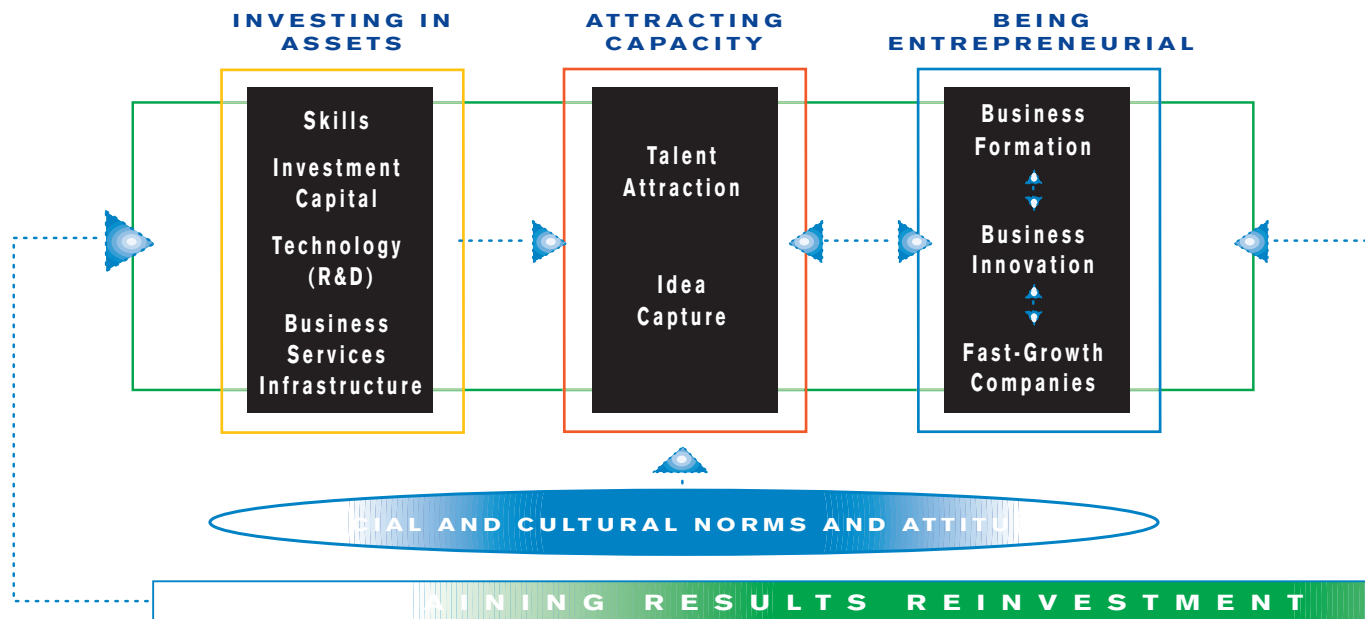 INVESTING IN
ASSETS
ATTRACTING
CAPACITY
BEING
ENTREPRENEURIAL
Skills
Investment
Capital
Technology
(R&D)
Business
Services
Infrastructure
Talent
Attraction
Idea
Capture
Business
Formation
Business
Innovation
Fast-Growth
Companies
AND CULTURAL NORMS AND
RESULTS REINVESTMENT